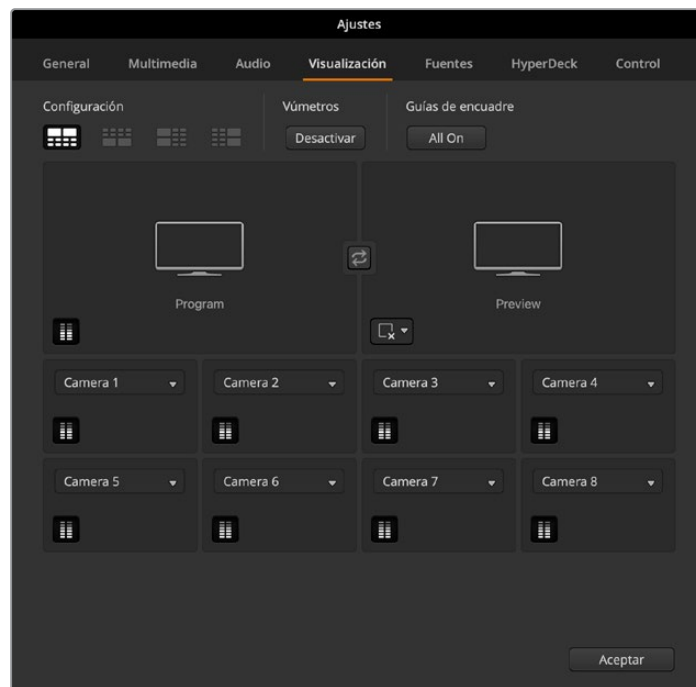 Ajustes
General Multimedia Audio Visualización Fuentes HyperDeck Control
Configuración Vúmetros Guías de encuadre
Desactivar All On
Program Preview
Camera 1 Camera 2 Camera 3 Camera 4
Camera 5 Camera 6 Camera 7 Camera 8
Aceptar